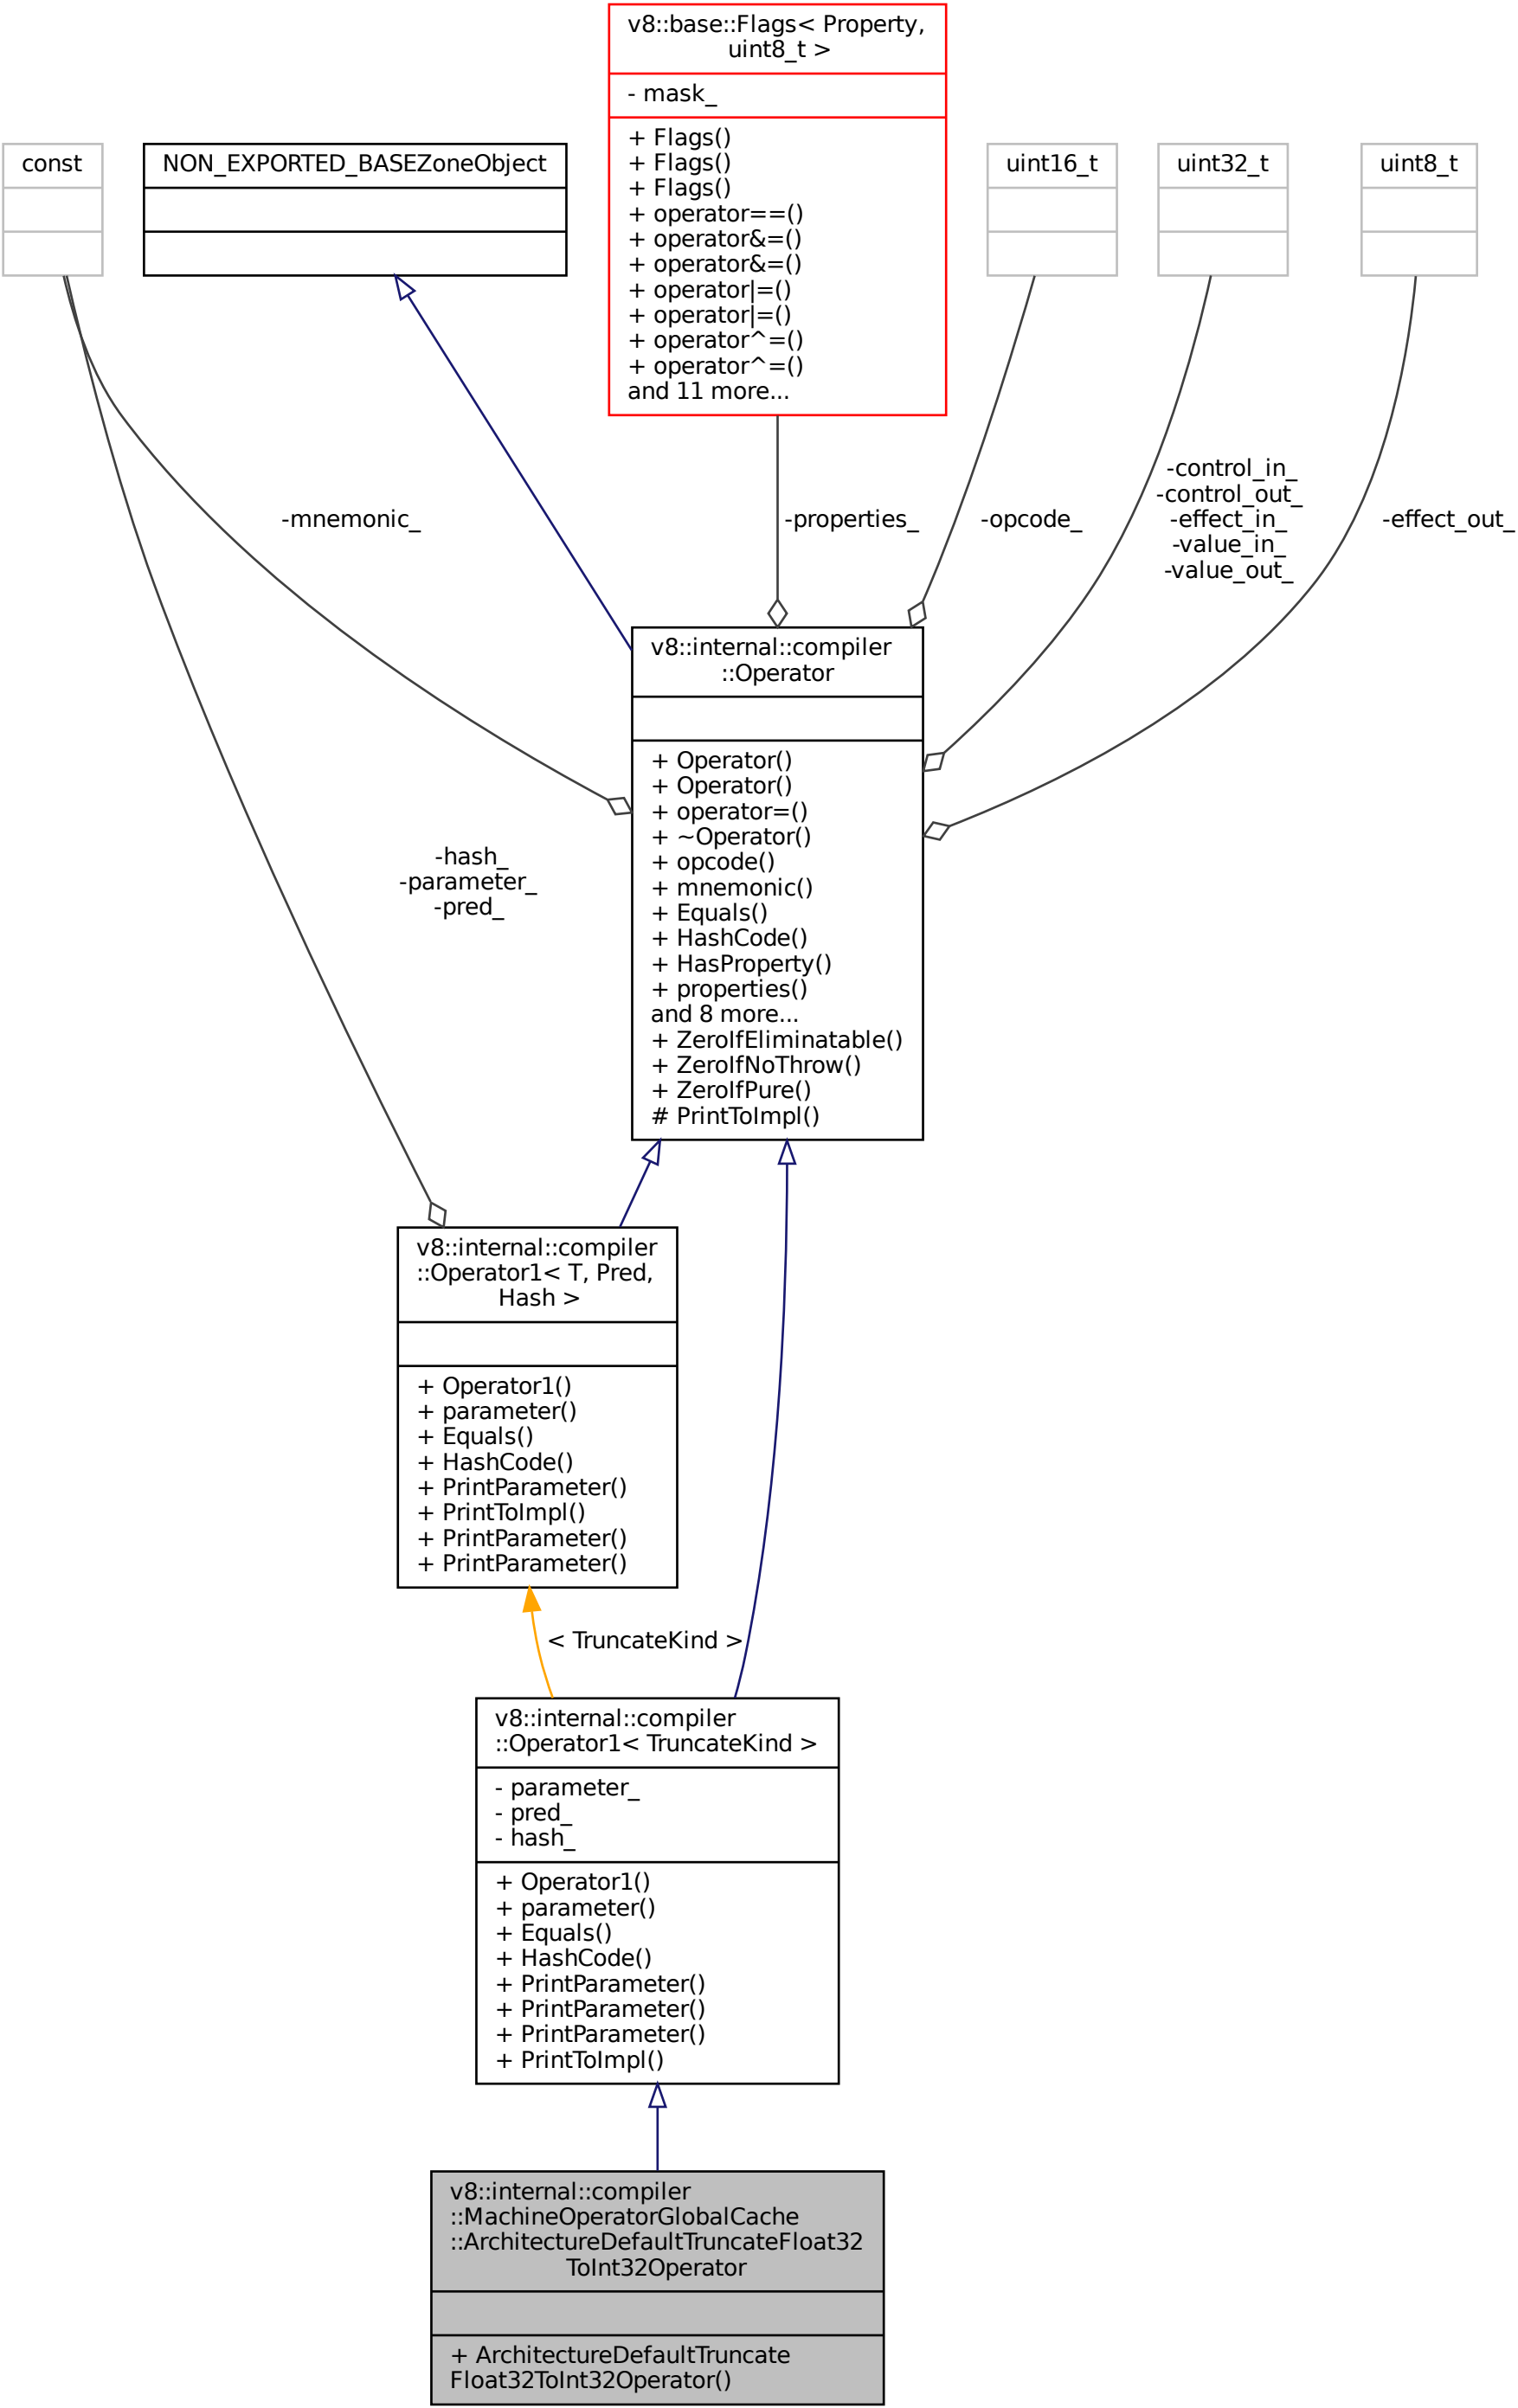 v8::base::Flags< Property,
uint8_t >
- mask_
+ Flags()
+ Flags()
+ Flags()
+ operator==()
+ operator&=()
+ operator&=()
+ operator|=()
+ operator|=()
+ operator^=()
+ operator^=()
and 11 more...
const
NON_EXPORTED_BASEZoneObject
uint16_t
uint32_t
uint8_t
-mnemonic_
-properties_
-opcode_
-control_in_
-control_out_
-effect_in_
-value_in_
-value_out_
-effect_out_
v8::internal::compiler
::Operator
+ Operator()
+ Operator()
+ operator=()
+ ~Operator()
+ opcode()
+ mnemonic()
+ Equals()
+ HashCode()
+ HasProperty()
+ properties()
and 8 more...
+ ZeroIfEliminatable()
+ ZeroIfNoThrow()
+ ZeroIfPure()
# PrintToImpl()
-hash_
-parameter_
-pred_
v8::internal::compiler
::Operator1< T, Pred,
Hash >
+ Operator1()
+ parameter()
+ Equals()
+ HashCode()
+ PrintParameter()
+ PrintToImpl()
+ PrintParameter()
+ PrintParameter()
< TruncateKind >
v8::internal::compiler
::Operator1< TruncateKind >
- parameter_
- pred_
- hash_
+ Operator1()
+ parameter()
+ Equals()
+ HashCode()
+ PrintParameter()
+ PrintParameter()
+ PrintParameter()
+ PrintToImpl()
v8::internal::compiler
::MachineOperatorGlobalCache
::ArchitectureDefaultTruncateFloat32
ToInt32Operator
+ ArchitectureDefaultTruncate
Float32ToInt32Operator()